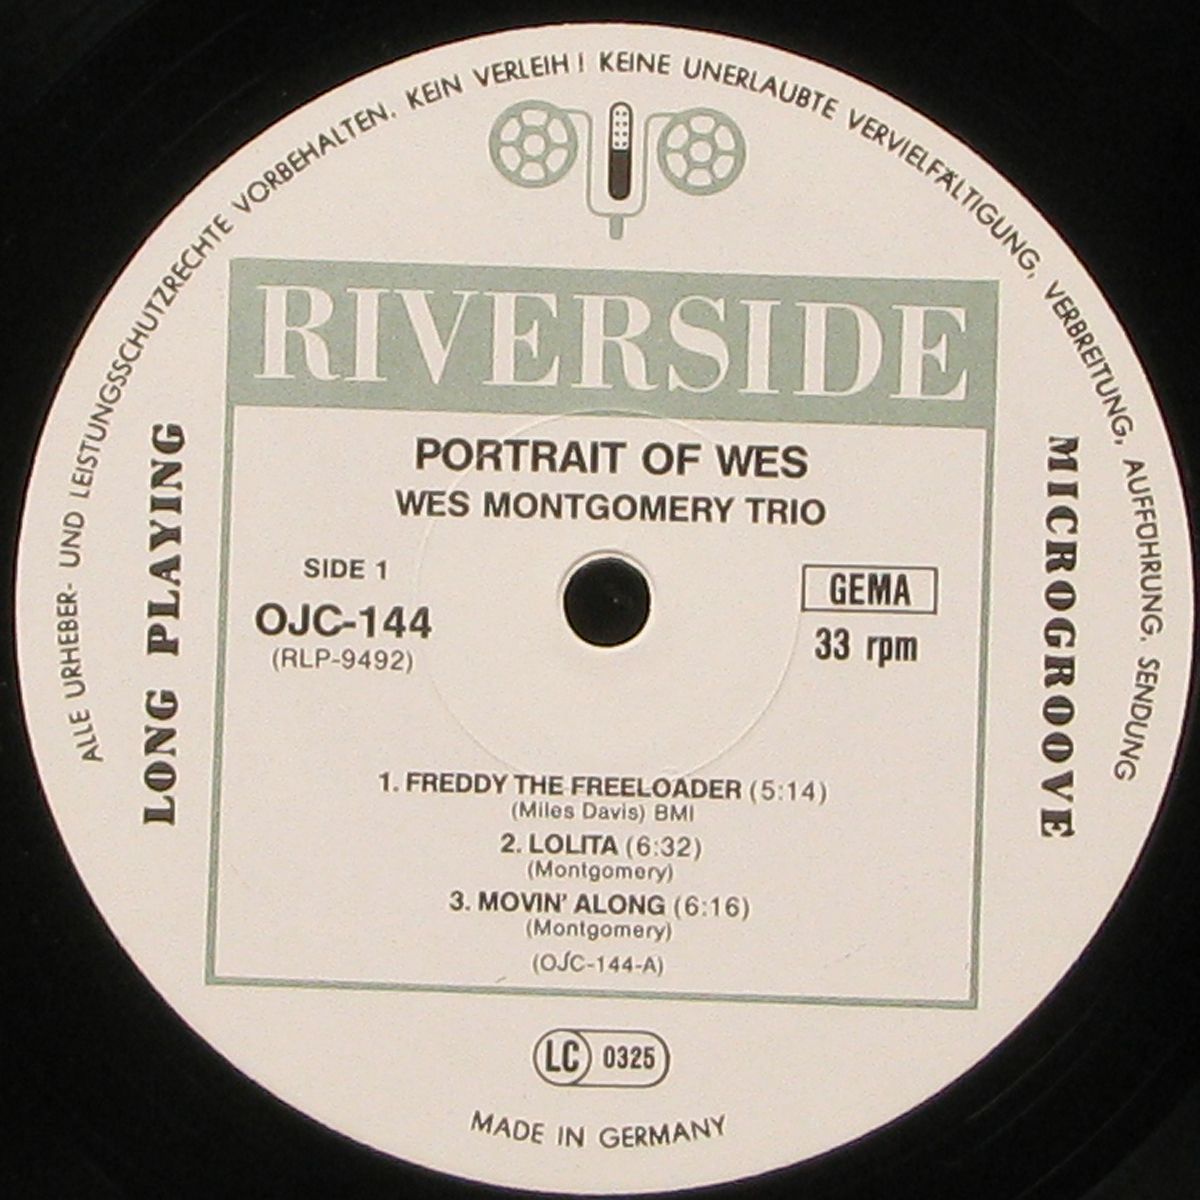 ALLE URHEBER- UND LEISTUNGSSCHUTZRECHTE VORBEHALTEN. KEIN VERLEIH! KEINE UNERLAUBTE VERVIELFÄLTIGUNG, VERBREITUNG, AUFFÜHRUNG, SENDUNG
RIVERSIDE
LONG PLAYING
MICROGROOVE
PORTRAIT OF WES
WES MONTGOMERY TRIO
SIDE 1
OJC-144
(RLP-9492)
GEMA
33 rpm
1. FREDDY THE FREELOADER (5:14)
(Miles Davis) BMI
2. LOLITA (6:32)
(Montgomery)
3. MOVIN' ALONG (6:16)
(Montgomery)
(OJC-144-A)
LC 0325
MADE IN GERMANY